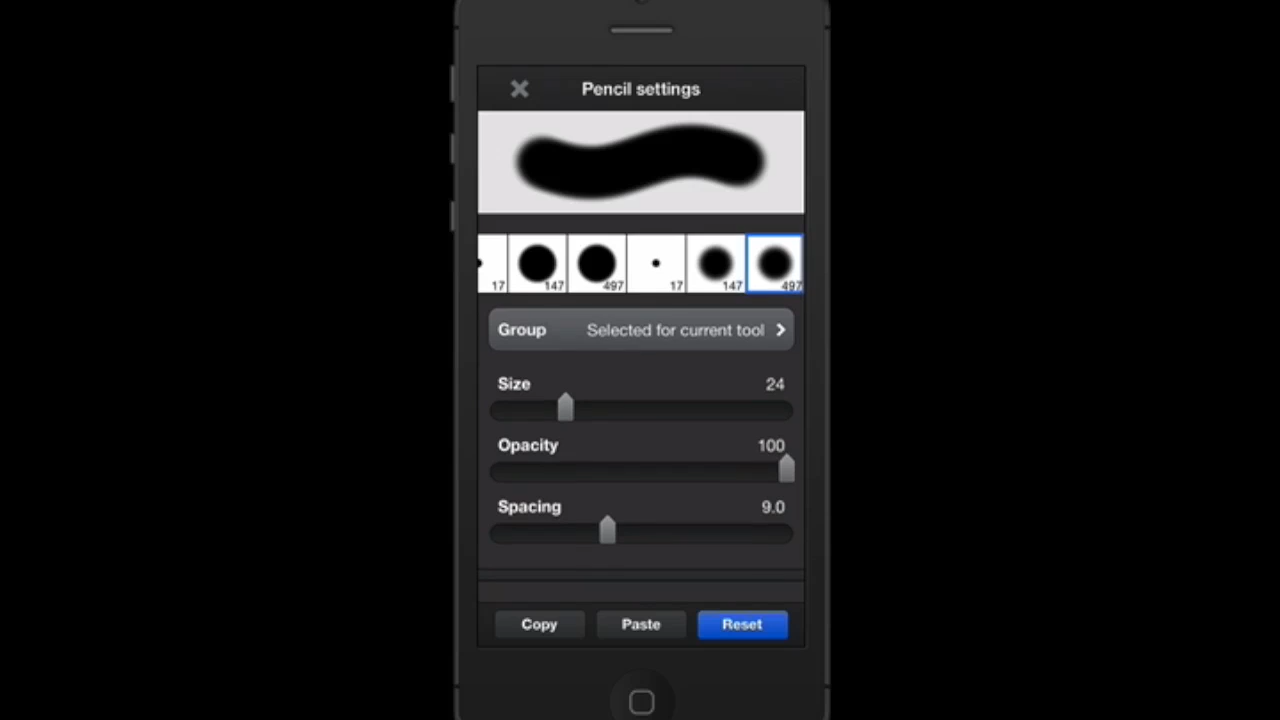 Pencil settings
17 147 497 17 147 497
Group Selected for current tool
Size 24
Opacity 100
Spacing 9.0
Copy Paste Reset